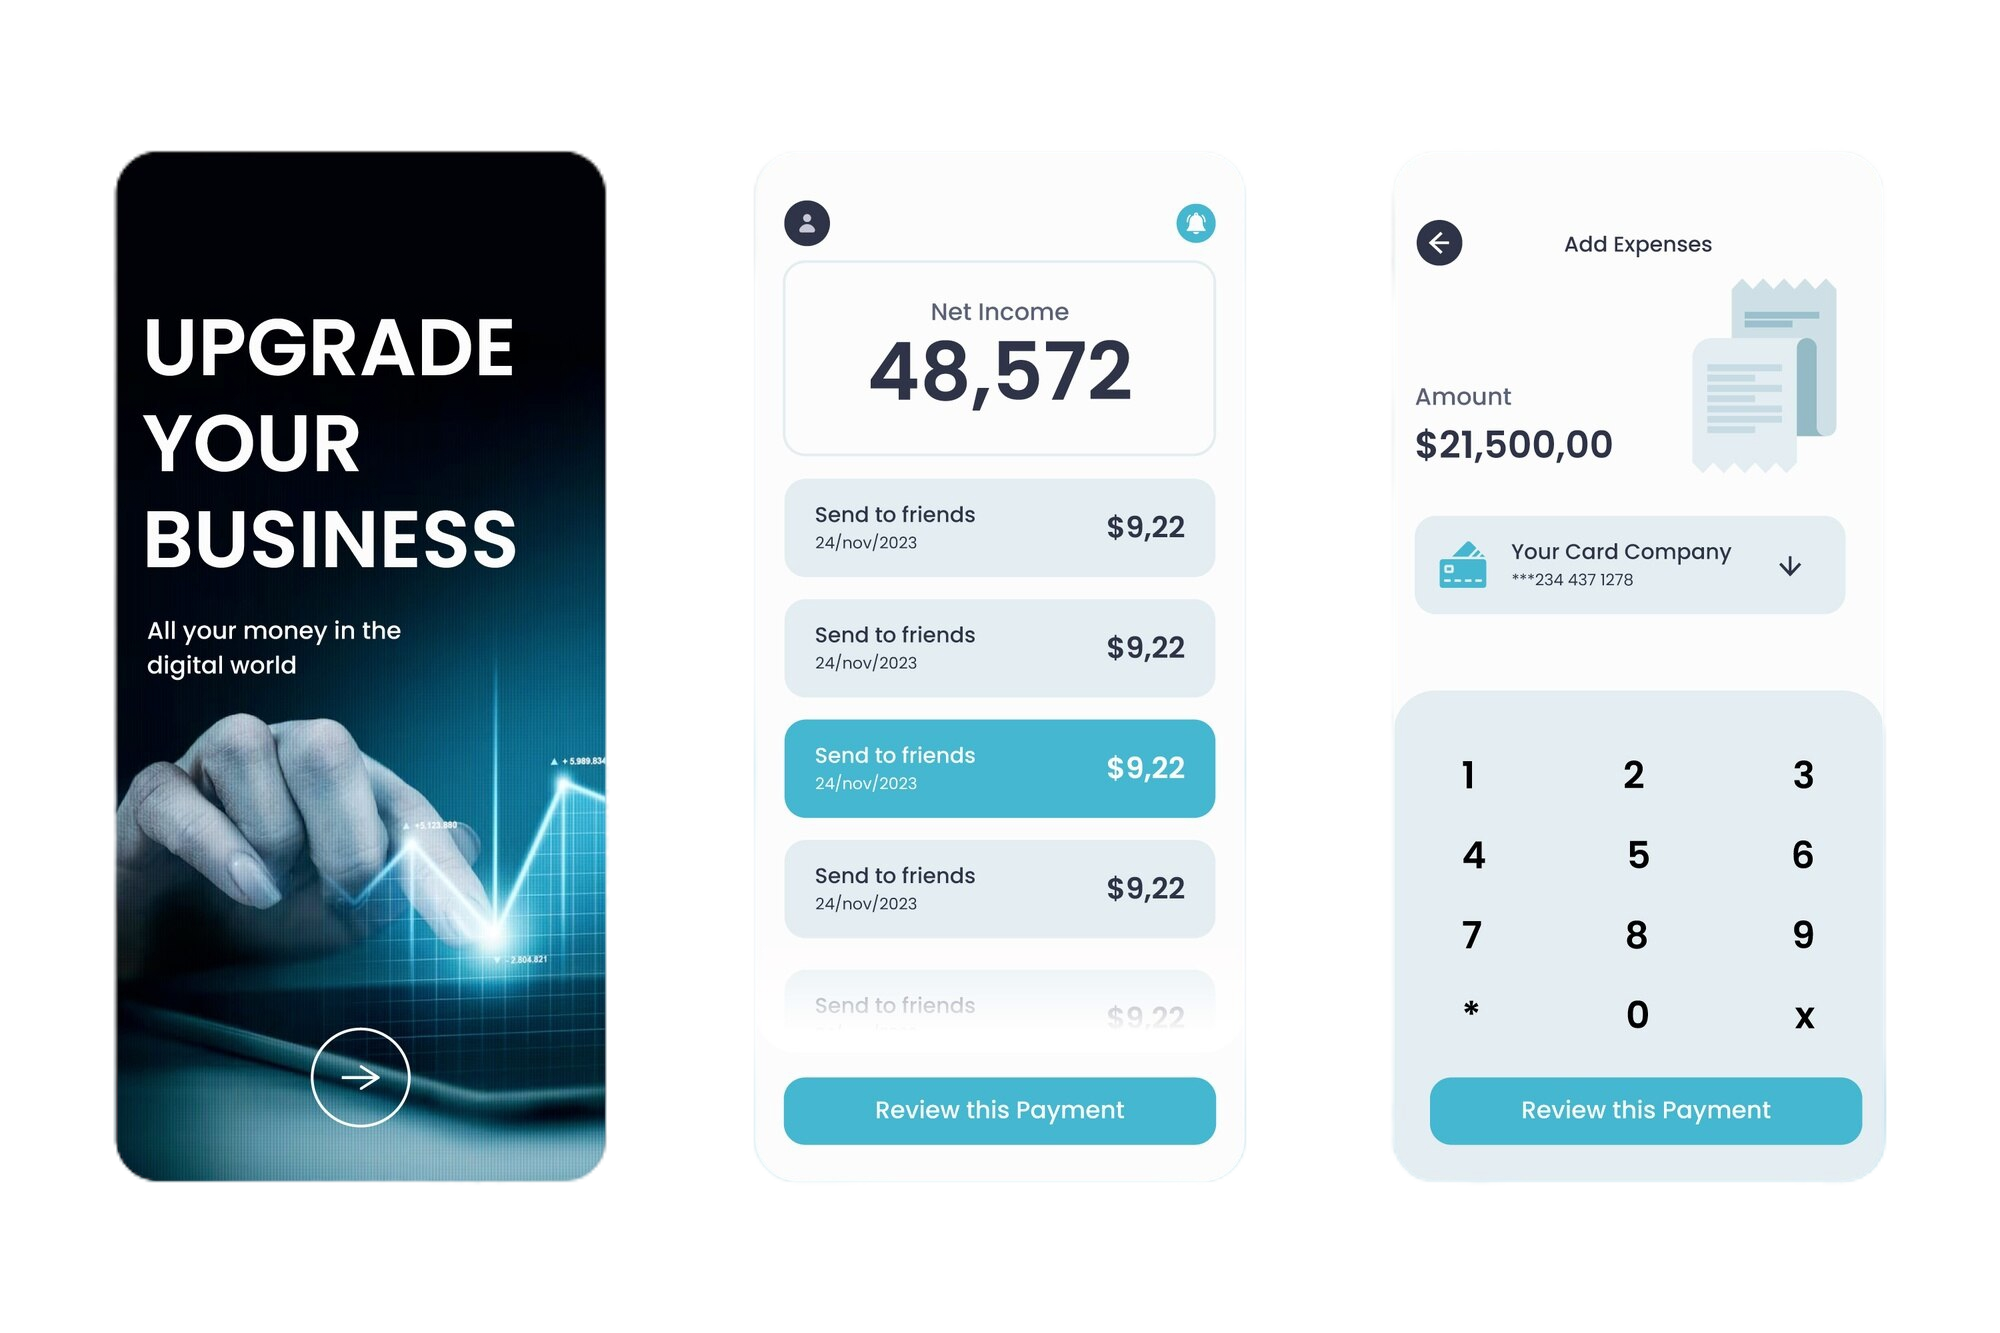 UPGRADE
YOUR
BUSINESS
All your money in the
digital world
+ 5.989.834
+5.123.880
- 2.804.821
Net Income
48,572
Send to friends
$9,22
24/nov/2023
Send to friends
$9,22
24/nov/2023
Send to friends
$9,22
24/nov/2023
Send to friends
$9,22
24/nov/2023
Send to friends
$9,22
Review this Payment
Add Expenses
Amount
$21,500,00
Your Card Company
***234 437 1278
1 2 3
4 5 6
7 8 9
* 0 x
Review this Payment